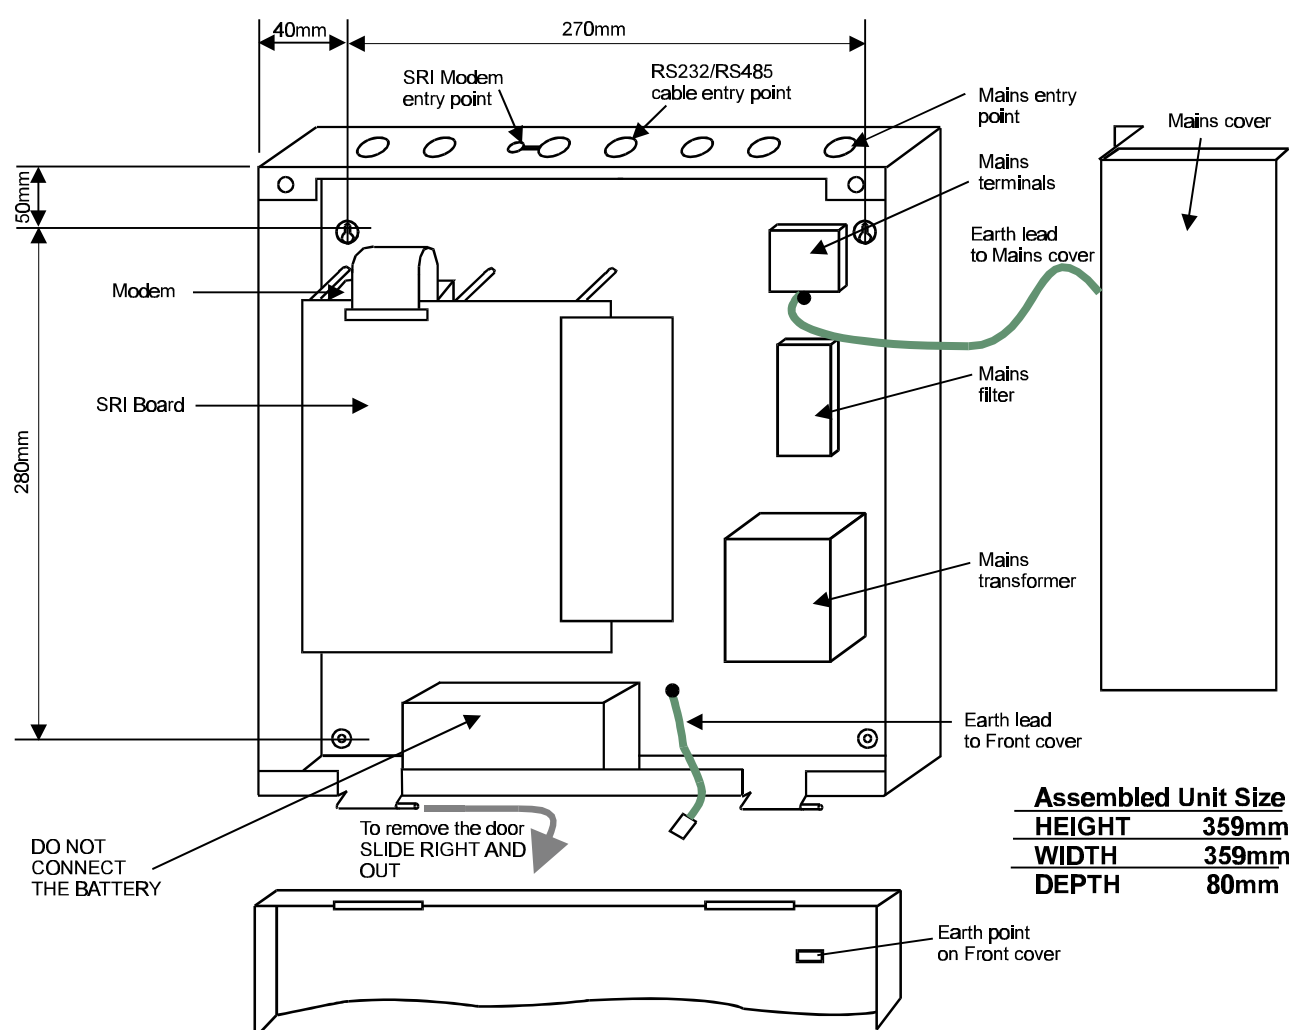 40mm
270mm
SRI Modem
entry point
RS232/RS485
cable entry point
Mains entry
point
Mains cover
Mains
terminals
50mm
Earth lead
to Mains cover
Modem
Mains
filter
SRI Board
280mm
Mains
transformer
Earth lead
to Front cover
Assembled Unit Size
HEIGHT 359mm
WIDTH 359mm
DEPTH 80mm
To remove the door
SLIDE RIGHT AND
OUT
DO NOT
CONNECT
THE BATTERY
Earth point
on Front cover